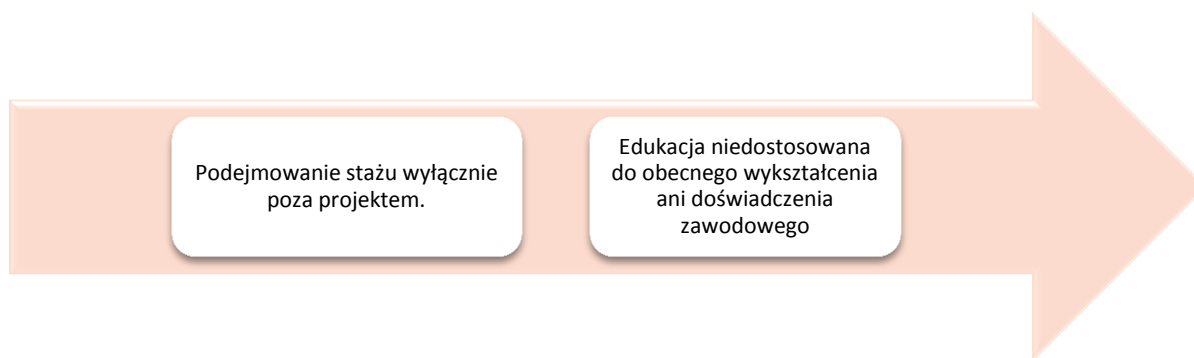 Podejmowanie stażu wyłącznie
poza projektem.
Edukacja niedostosowana
do obecnego wykształcenia
ani doświadczenia
zawodowego